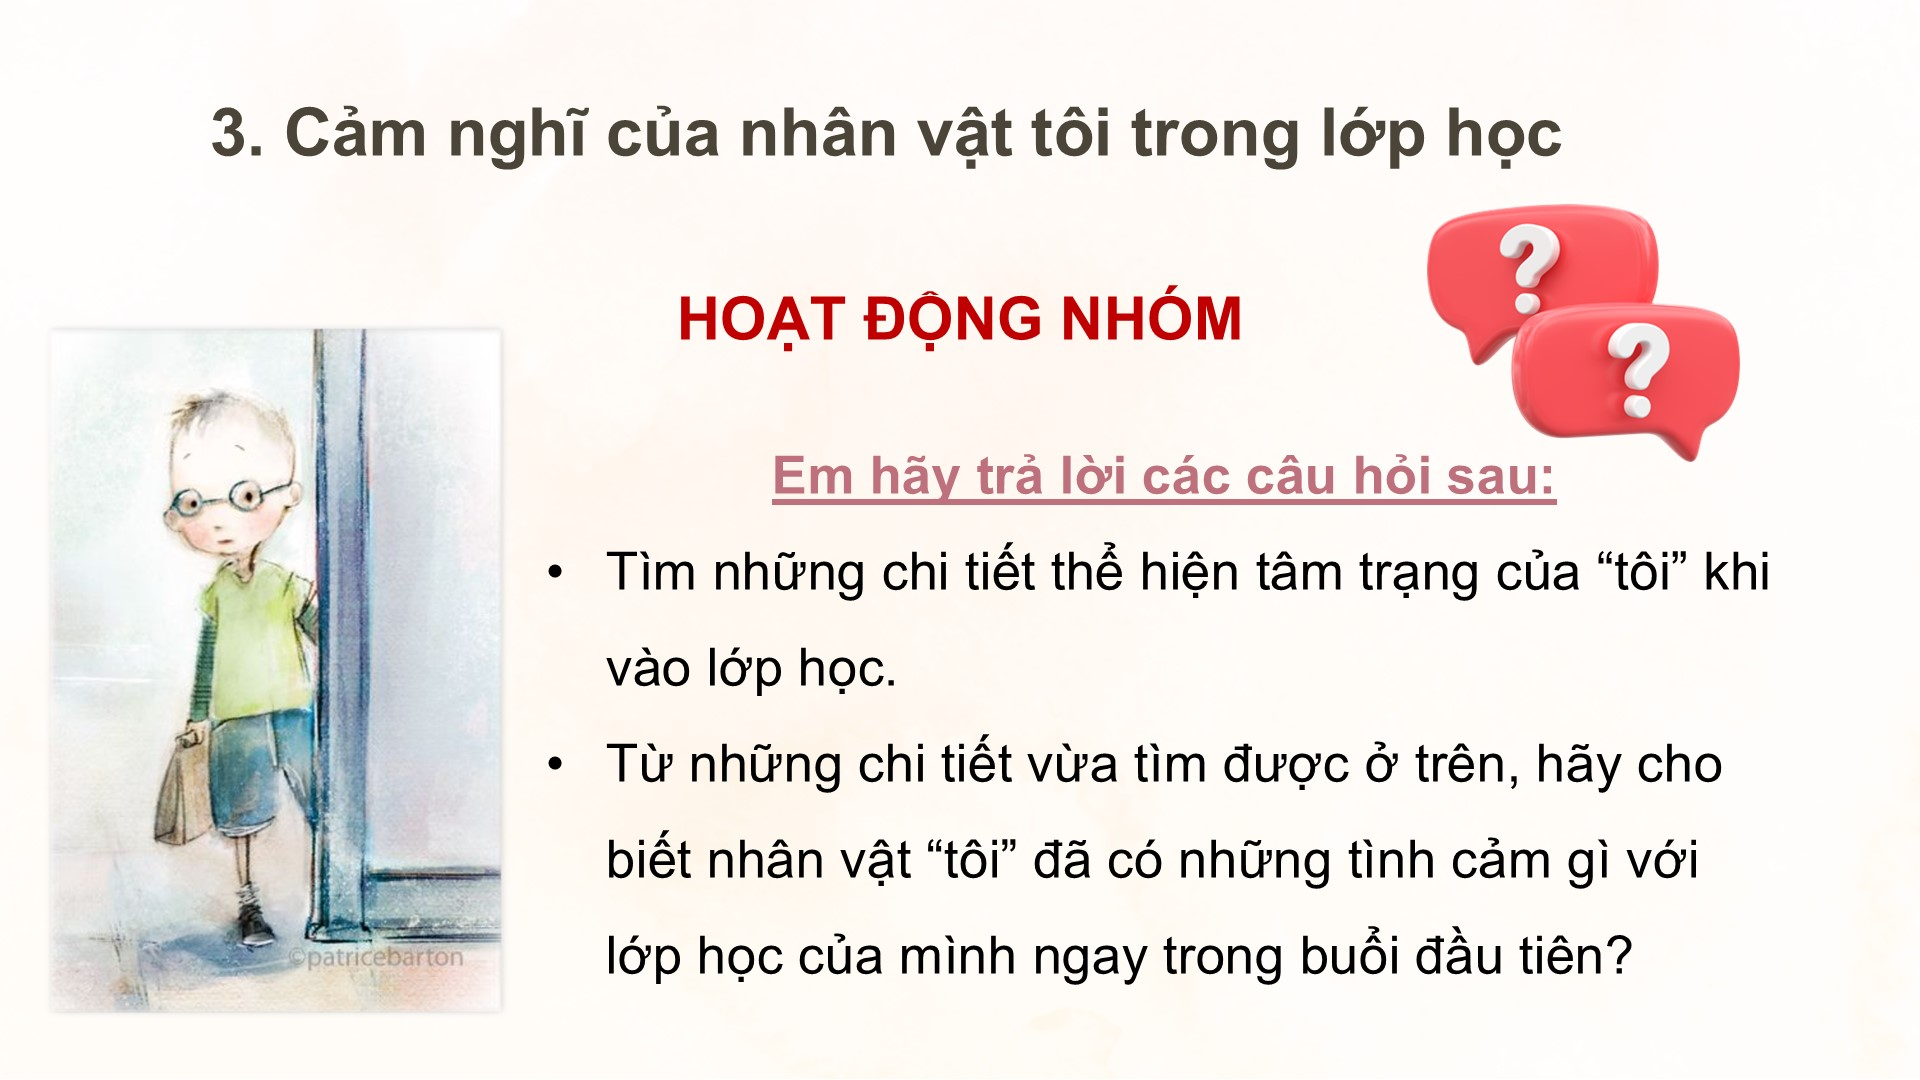 3. Cảm nghĩ của nhân vật tôi trong lớp học
HOẠT ĐỘNG NHÓM
Em hãy trả lời các câu hỏi sau:
• Tìm những chi tiết thể hiện tâm trạng của “tôi” khi
vào lớp học.
• Từ những chi tiết vừa tìm được ở trên, hãy cho
biết nhân vật “tôi” đã có những tình cảm gì với
lớp học của mình ngay trong buổi đầu tiên?
? 
?
©patricebarton